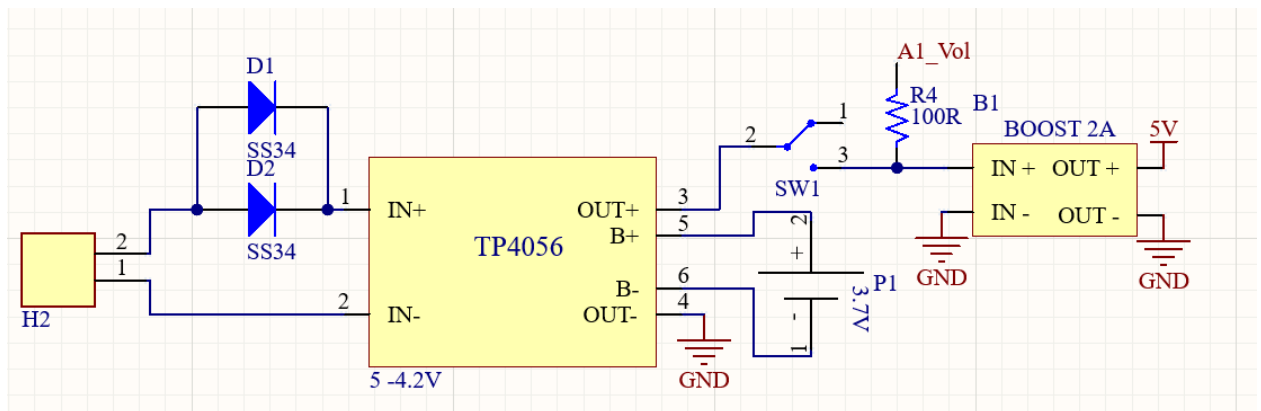 D1
SS34
D2
SS34
2
1
H2
1
IN+
2
IN-
TP4056
OUT+
3
B+
5
B-
6
OUT-
4
5 -4.2V
GND
2
+
-
1
P1
3.7V
2
1
3
SW1
A1_Vol
R4
100R
B1
BOOST 2A
IN +
OUT +
IN -
OUT -
5V
GND
GND